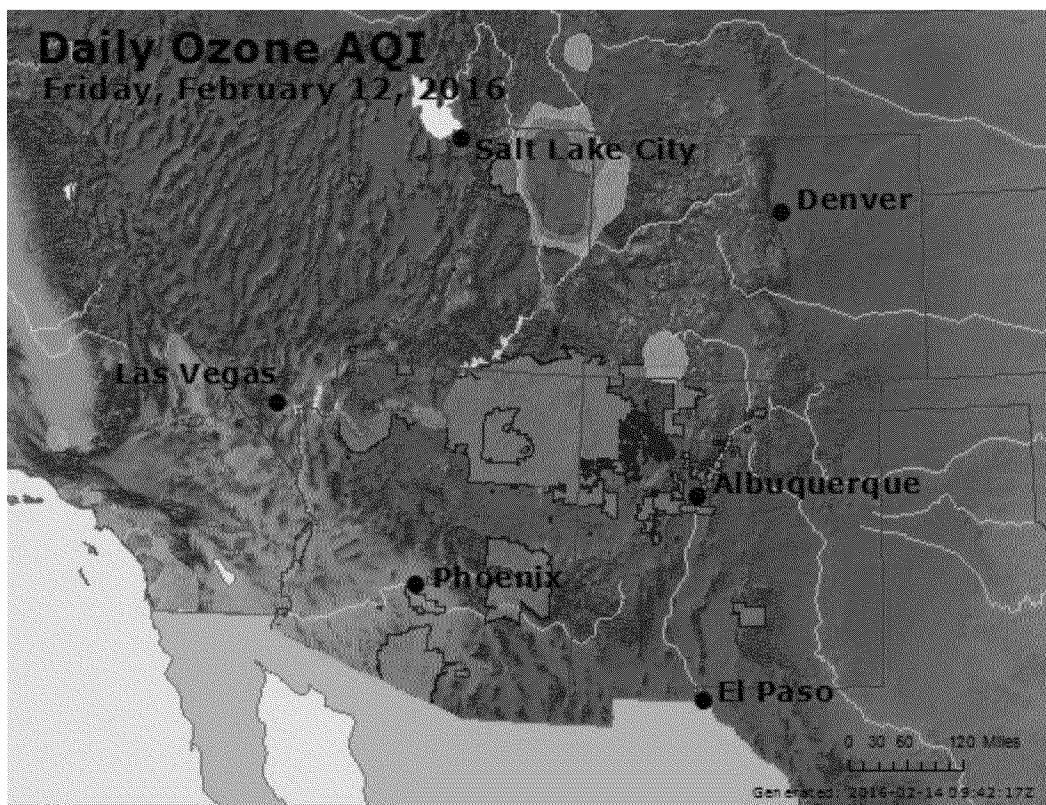 Daily Ozone AQI
Friday, February 12, 2016
Salt Lake City
Denver
Las Vegas
Albuquerque
Phoenix
El Paso
0 30 60 120 Miles
Generated: 2016-02-14 09:42:17Z